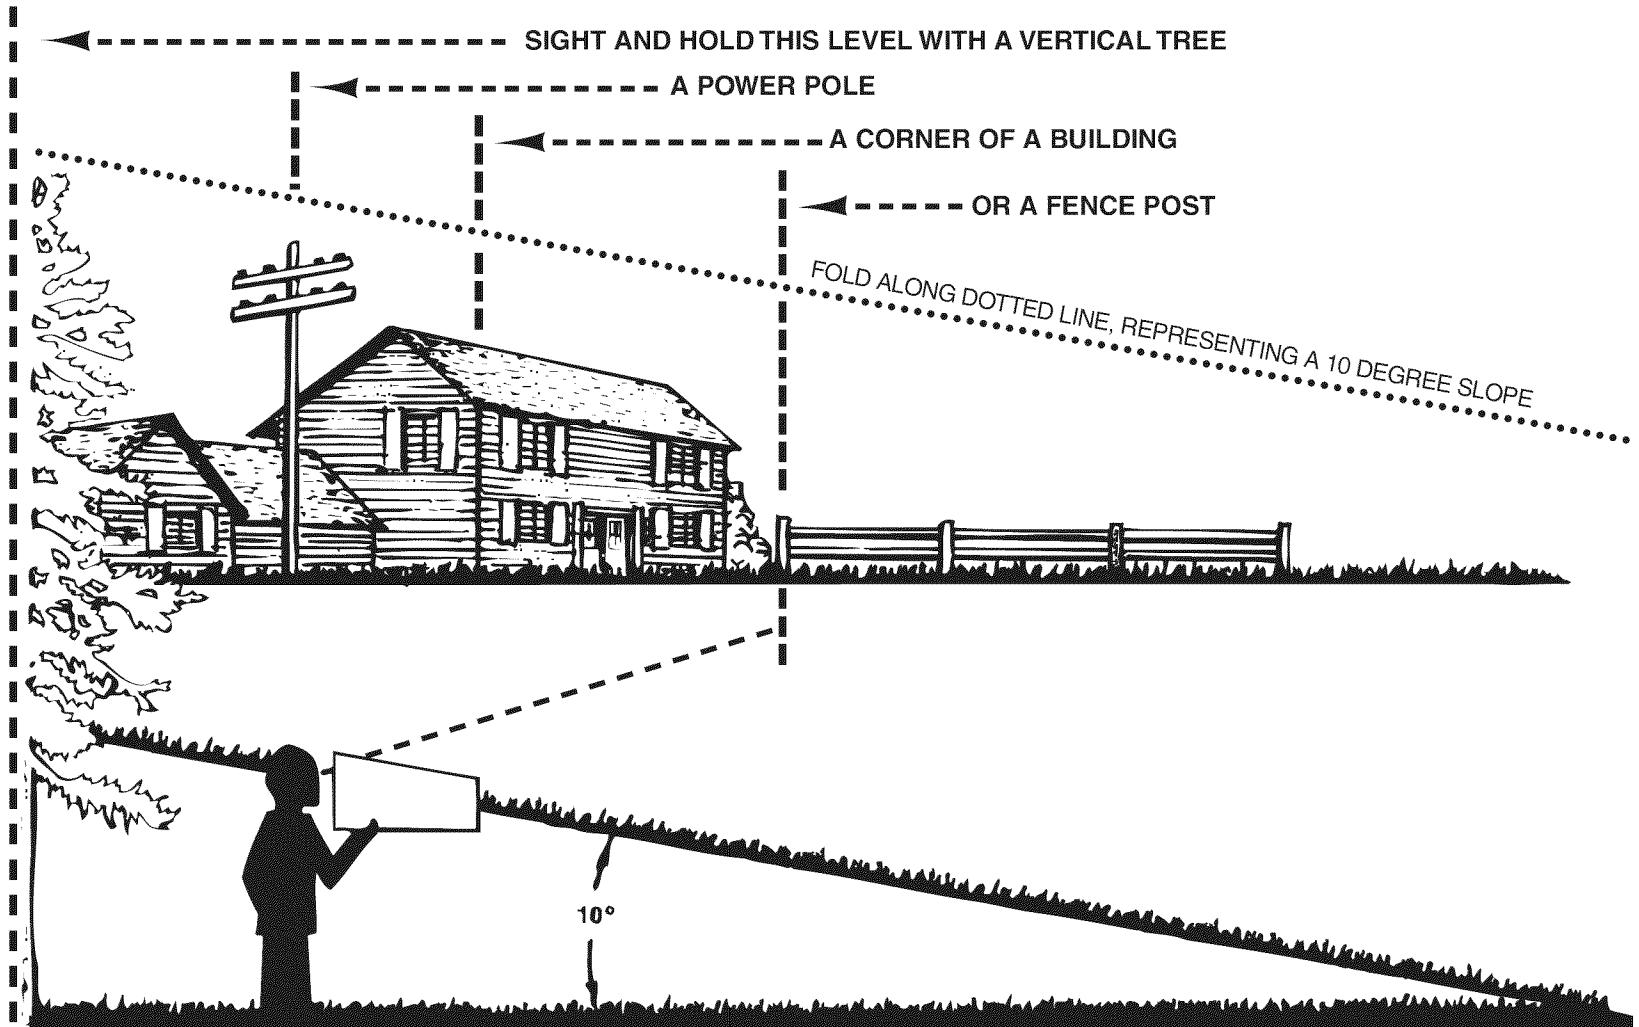 SIGHT AND HOLD THIS LEVEL WITH A VERTICAL TREE
A POWER POLE
A CORNER OF A BUILDING
OR A FENCE POST
FOLD ALONG DOTTED LINE, REPRESENTING A 10 DEGREE SLOPE
10°